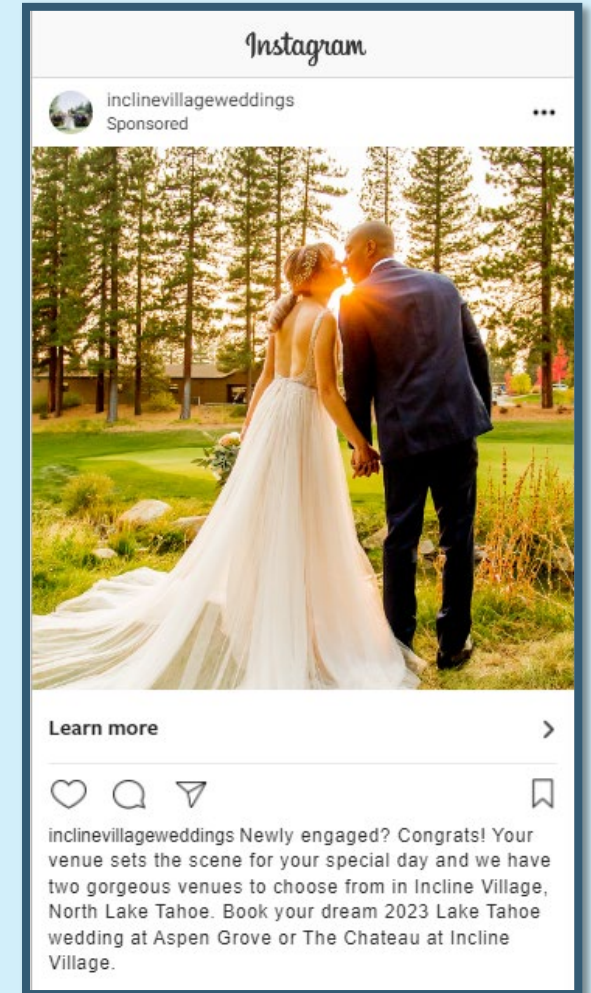 Instagram
inclinevillageweddings
Sponsored
Learn more
inclinevillageweddings Newly engaged? Congrats! Your
venue sets the scene for your special day and we have
two gorgeous venues to choose from in Incline Village,
North Lake Tahoe. Book your dream 2023 Lake Tahoe
wedding at Aspen Grove or The Chateau at Incline
Village.